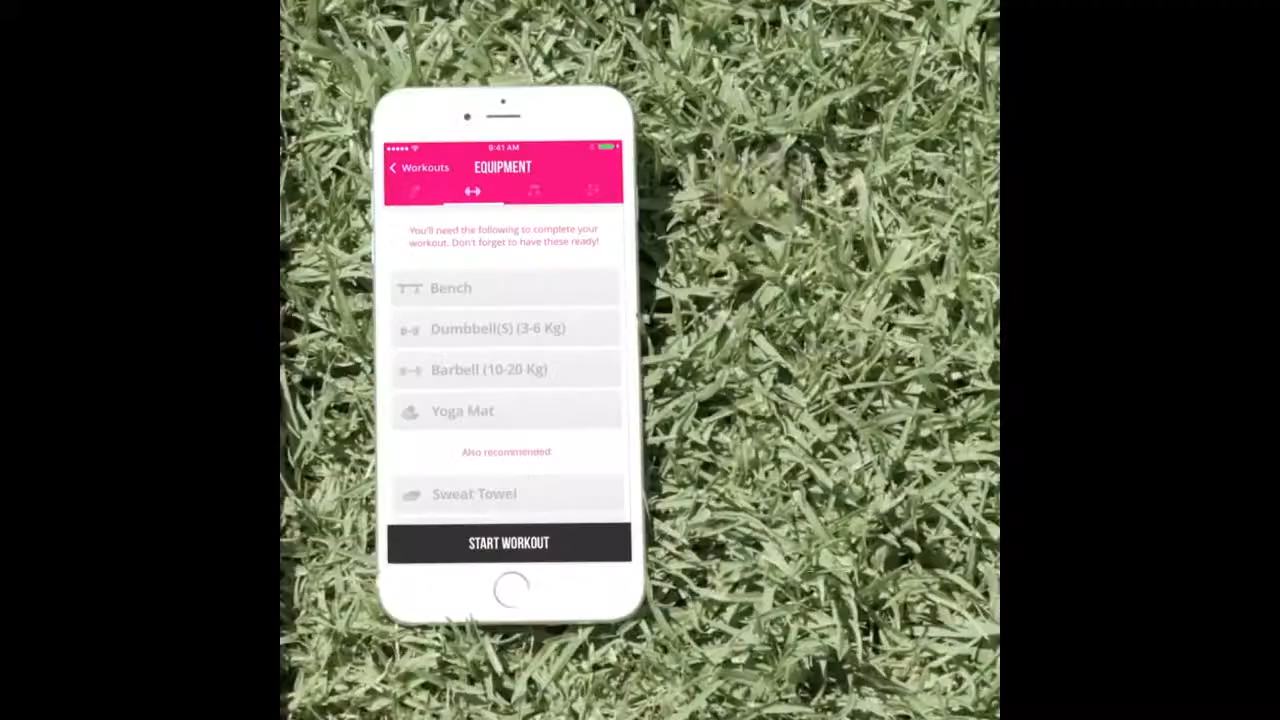 9:41 AM
Workouts
EQUIPMENT
You'll need the following to complete your
workout. Don't forget to have these ready!
Bench
Dumbbell(S) (3-6 Kg)
Barbell (10-20 Kg)
Yoga Mat
Also recommended
Sweat Towel
START WORKOUT